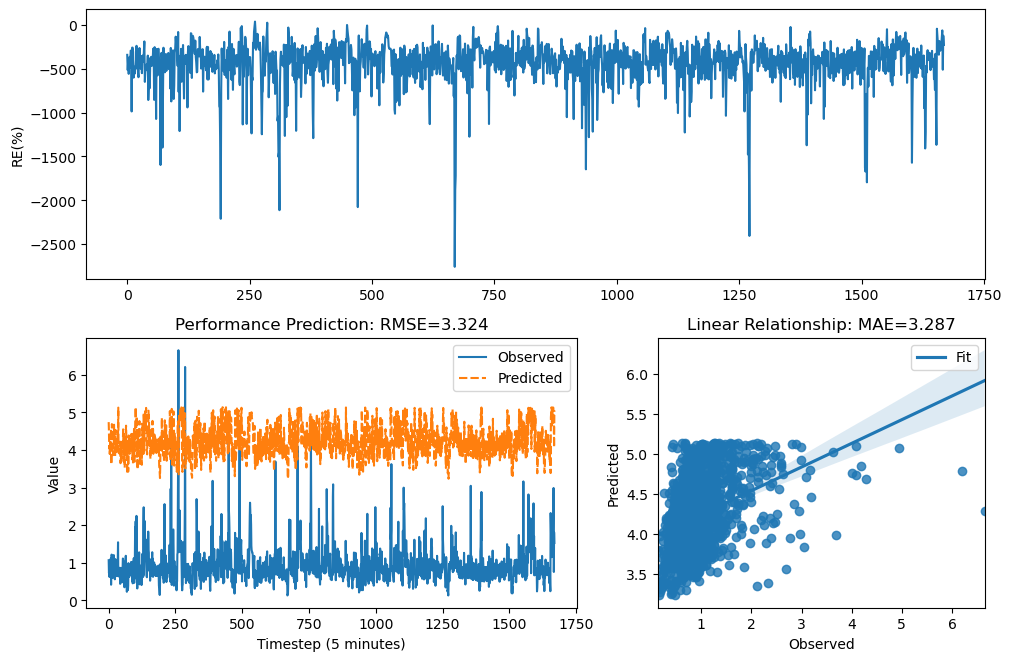 RE(%)
0
−500
−1000
−1500
−2000
−2500
0 250 500 750 1000 1250 1500 1750
Performance Prediction: RMSE=3.324
Value
6
5
4
3
2
1
0
Observed
Predicted
0 250 500 750 1000 1250 1500 1750
Timestep (5 minutes)
Linear Relationship: MAE=3.287
Predicted
6.0
5.5
5.0
4.5
4.0
3.5
Fit
1 2 3 4 5 6
Observed